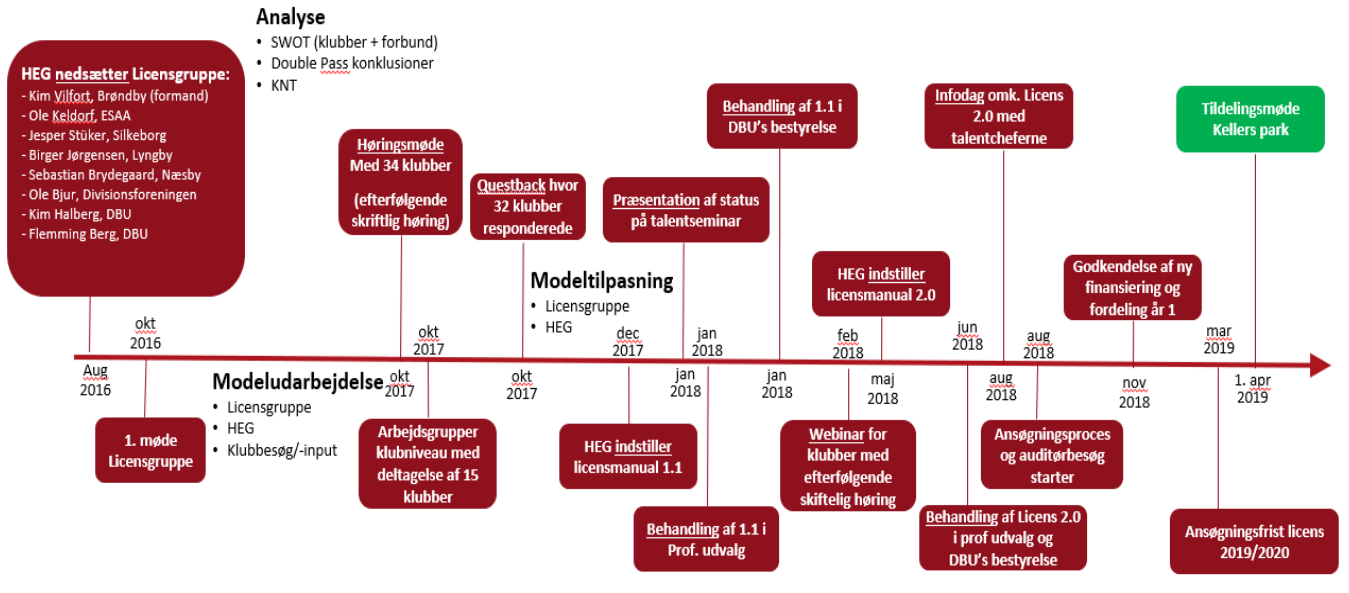 Analyse
• SWOT (klubber + forbund)
• Double Pass konklusioner
• KNT
HEG nedsætter Licensgruppe:
- Kim Vilfort, Brøndby (formand)
- Ole Keldorf, ESAA
- Jesper Stüker, Silkeborg
- Birger Jørgensen, Lyngby
- Sebastian Brydegaard, Næsby
- Ole Bjur, Divisionsforeningen
- Kim Halberg, DBU
- Flemming Berg, DBU
Høringsmøde
Med 34 klubber
(efterfølgende
skriftlig høring)
Questback hvor
32 klubber
responderede
Præsentation af status
på talentseminar
Behandling af 1.1 i
DBU's bestyrelse
Infodag omk. Licens
2.0 med
talentcheferne
Tildelingsmøde
Kellers park
Modeltilpasning
• Licensgruppe
• HEG
HEG indstiller
licensmanual 2.0
Godkendelse af ny
finansiering og
fordeling år 1
okt
2016
okt
2017
dec
2017
jan
2018
feb
2018
jun
2018
aug
2018
mar
2019
Aug
2016
okt
2017
okt
2017
jan
2018
jan
2018
maj
2018
aug
2018
nov
2018
1. apr
2019
Modeludarbejdelse
• Licensgruppe
• HEG
• Klubbesøg/-input
1. møde
Licensgruppe
Arbejdsgrupper
klubniveau med
deltagelse af 15
klubber
HEG indstiller
licensmanual 1.1
Behandling af 1.1 i
Prof. udvalg
Webinar for
klubber med
efterfølgende
skiftelig høring
Behandling af Licens 2.0
i prof udvalg og
DBU's bestyrelse
Ansøgningsproces
og auditørbesøg
starter
Ansøgningsfrist licens
2019/2020